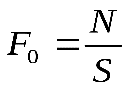 F₀ = N/S